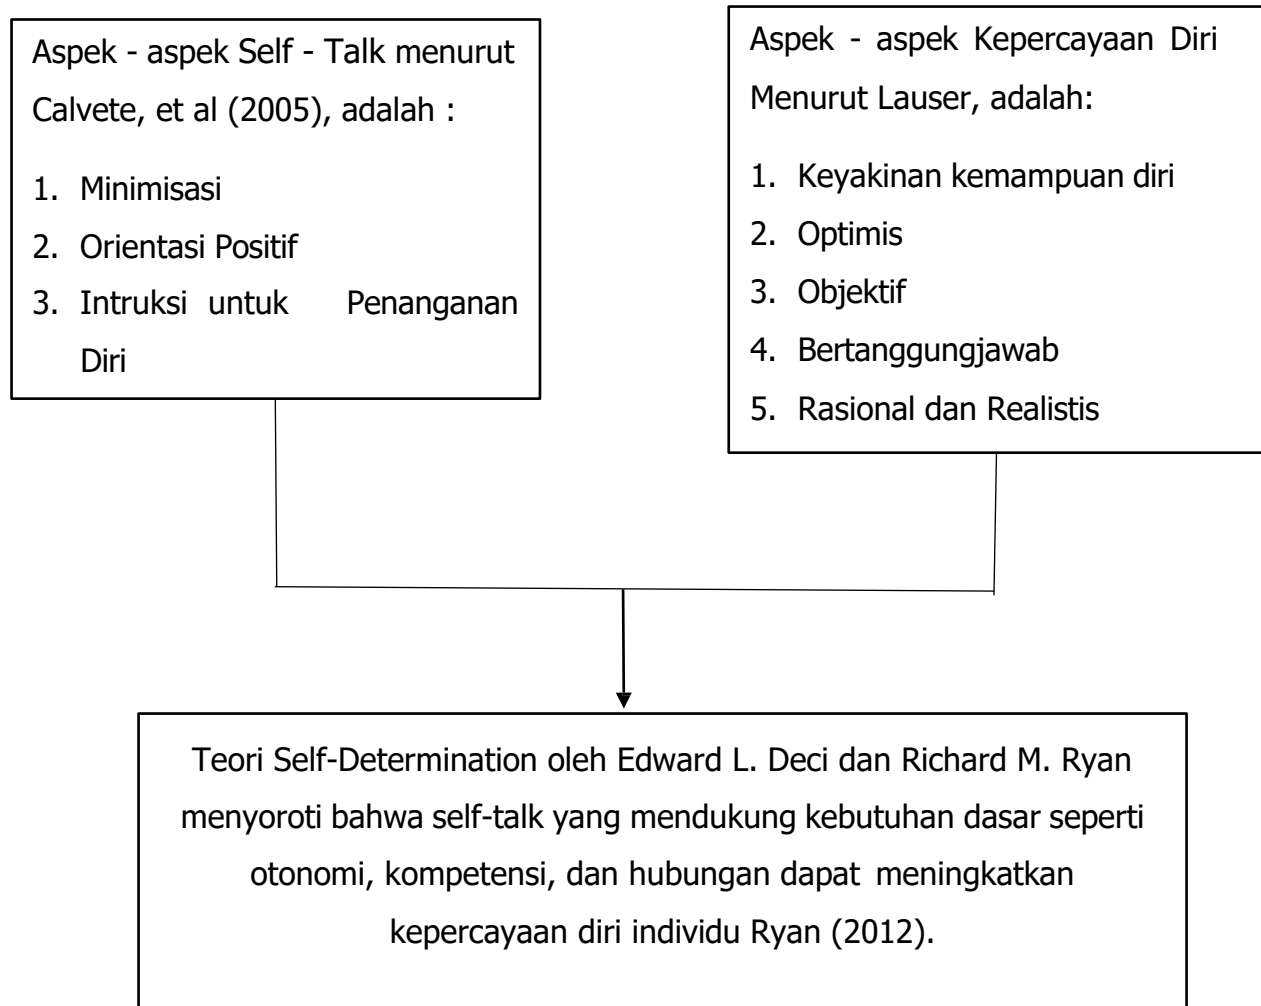 Aspek - aspek Self - Talk menurut
Calvete, et al (2005), adalah :
1. Minimisasi
2. Orientasi Positif
3. Intruksi untuk Penanganan
Diri
Aspek - aspek Kepercayaan Diri
Menurut Lauser, adalah:
1. Keyakinan kemampuan diri
2. Optimis
3. Objektif
4. Bertanggungjawab
5. Rasional dan Realistis
Teori Self-Determination oleh Edward L. Deci dan Richard M. Ryan
menyoroti bahwa self-talk yang mendukung kebutuhan dasar seperti
otonomi, kompetensi, dan hubungan dapat meningkatkan
kepercayaan diri individu Ryan (2012).